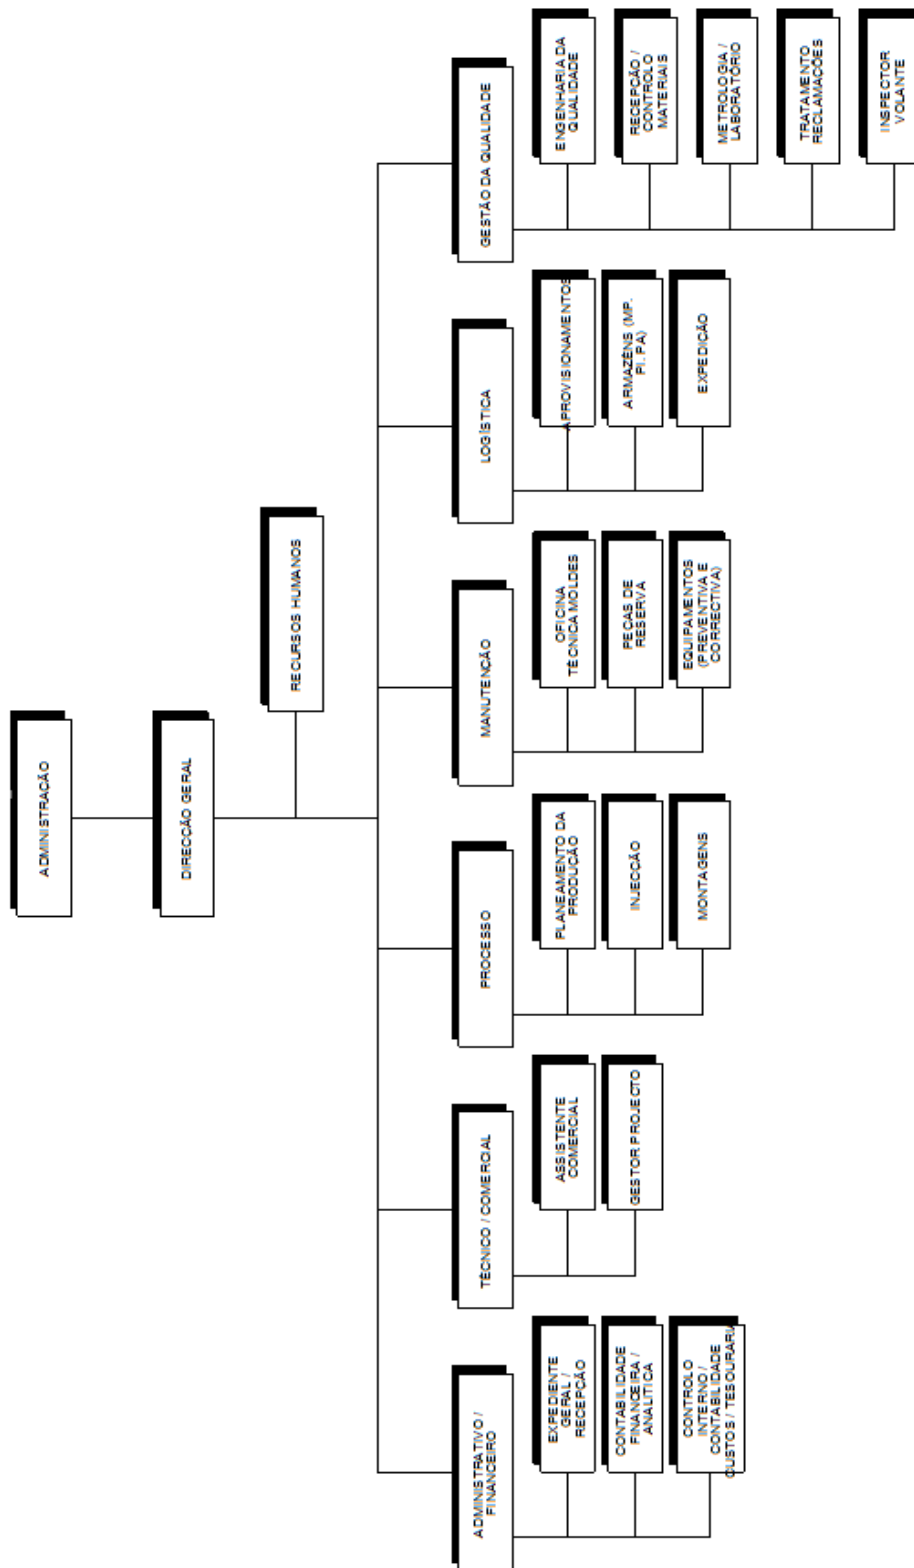 ADMINISTRAÇÃO
DIRECÇÃO GERAL
RECURSOS HUMANOS
ADMINISTRATIVO /
FINANCEIRO
EXPEDIENTE
GERAL /
RECEPÇÃO
CONTABILIDADE
FINANCEIRA /
ANALITICA
CONTROLO
INTERNO /
CONTABILIDADE
CUSTOS / TESOURARIA
TÉCNICO / COMERCIAL
ASSISTENTE
COMERCIAL
GESTOR PROJECTO
PROCESSO
PLANEAMENTO DA
PRODUÇÃO
INJECÇÃO
MONTAGENS
MANUTENÇÃO
OFICINA
TÉCNICA MOLDES
PEÇAS DE
RESERVA
EQUIPAMENTOS
(PREVENTIVA E
CORRECTIVA)
LOGÍSTICA
APROVISIONAMENTOS
ARMAZÉNS (MP.
PI. PA)
EXPEDIÇÃO
GESTÃO DA QUALIDADE
ENGENHARIA DA
QUALIDADE
RECEPÇÃO /
CONTROLO
MATERIAIS
METROLOGIA /
LABORATÓRIO
TRATAMENTO
RECLAMAÇÕES
INSPECTOR
VOLANTE